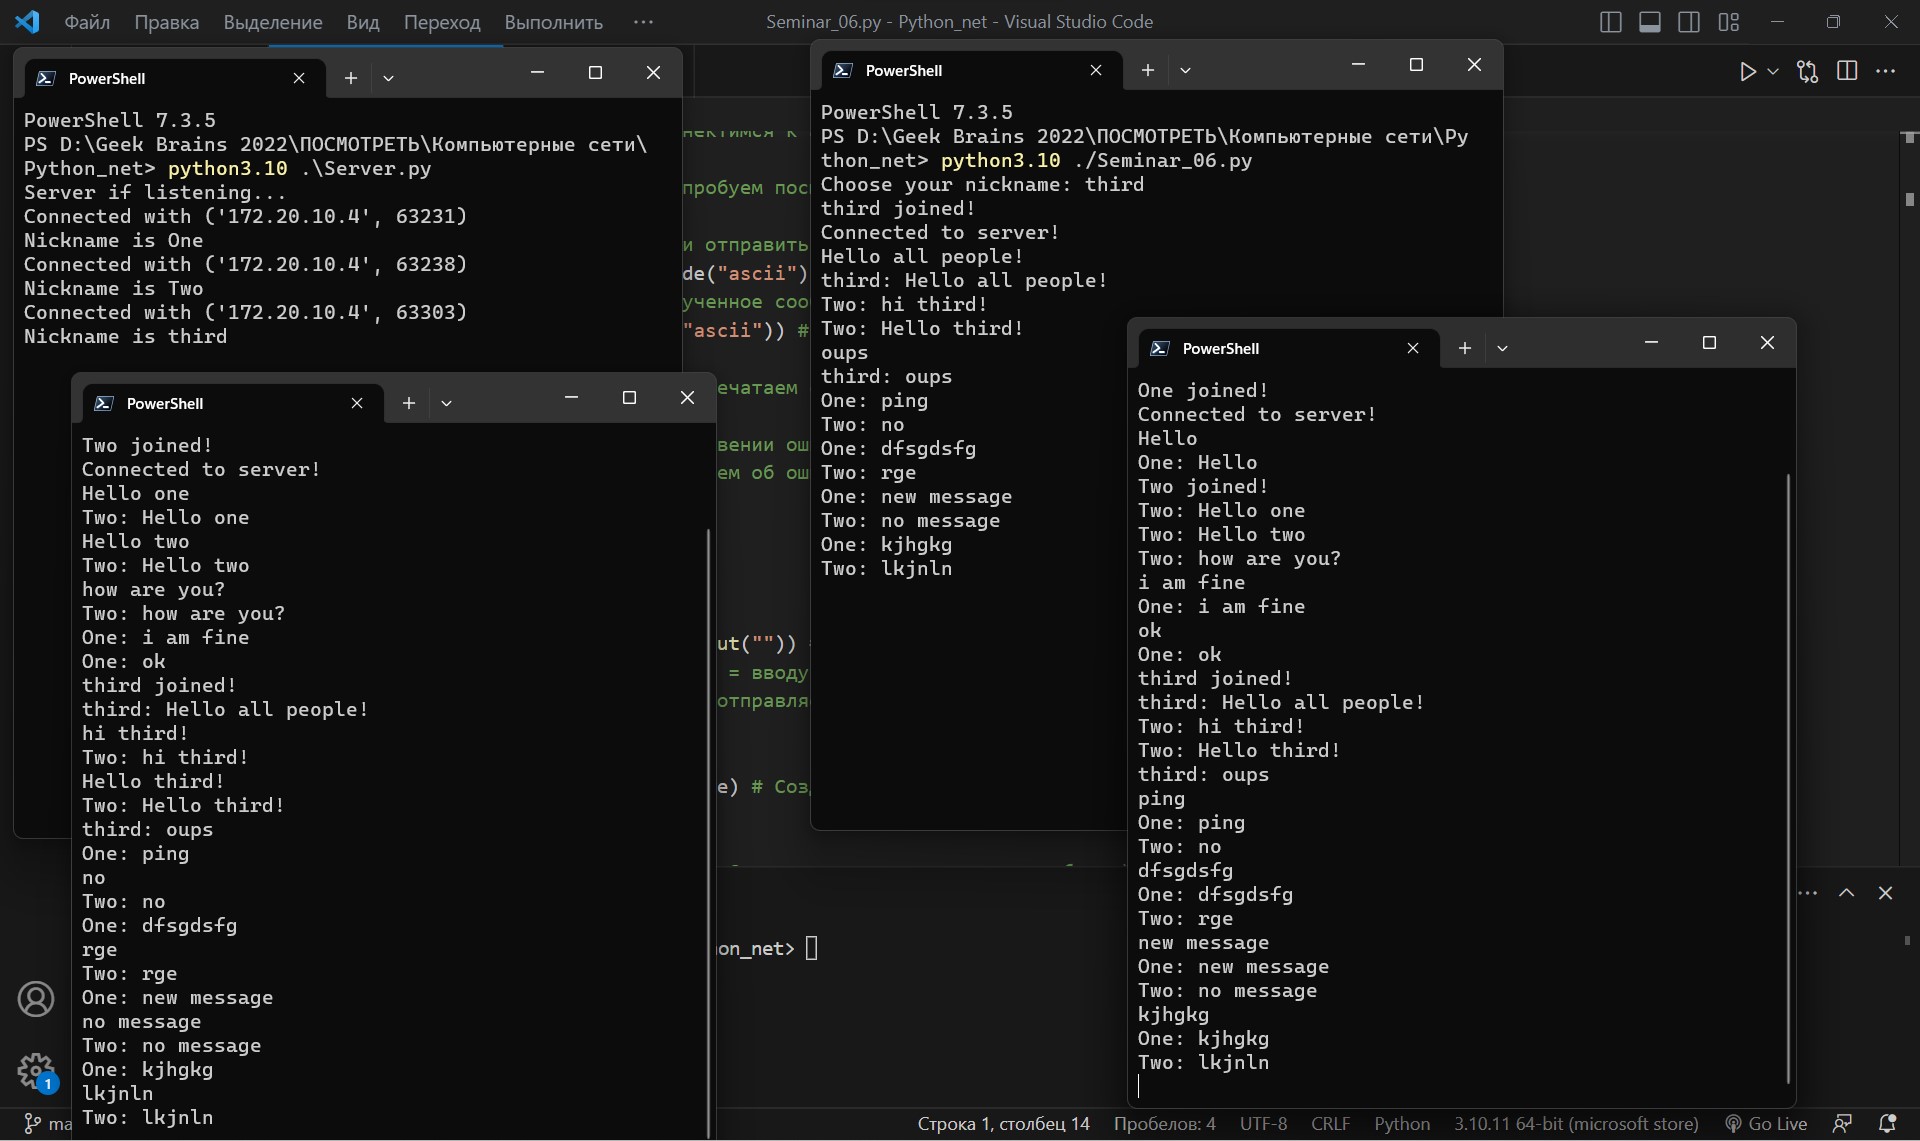 Файл Правка Выделение Вид Переход Выполнить ··· Seminar_06.py - Python_net - Visual Studio Code
PowerShell
PowerShell 7.3.5
PS D:\Geek Brains 2022\ПОСМОТРЕТЬ\Компьютерные сети\
Python_net> python3.10 .\Server.py
Server if listening...
Connected with ('172.20.10.4', 63231)
Nickname is One
Connected with ('172.20.10.4', 63238)
Nickname is Two
Connected with ('172.20.10.4', 63303)
Nickname is third
PowerShell
Two joined!
Connected to server!
Hello one
Two: Hello one
Hello two
Two: Hello two
how are you?
Two: how are you?
One: i am fine
One: ok
third joined!
third: Hello all people!
hi third!
Two: hi third!
Hello third!
Two: Hello third!
third: oups
One: ping
no
Two: no
One: dfsgdsfg
rge
Two: rge
One: new message
no message
Two: no message
One: kjhgkg
lkjnln
Two: lkjnln
пробуем пос
и отправить
de("ascii")
ученное соо
"ascii")) #
ечатаем
вении ош
ем об ош
ut("")) =
= вводу
отправля
e) # Соз
on_net>
PowerShell
PowerShell 7.3.5
PS D:\Geek Brains 2022\ПОСМОТРЕТЬ\Компьютерные сети\Py
thon_net> python3.10 ./Seminar_06.py
Choose your nickname: third
third joined!
Connected to server!
Hello all people!
third: Hello all people!
Two: hi third!
Two: Hello third!
oups
third: oups
One: ping
Two: no
One: dfsgdsfg
Two: rge
One: new message
Two: no message
One: kjhgkg
Two: lkjnln
PowerShell
One joined!
Connected to server!
Hello
One: Hello
Two joined!
Two: Hello one
Two: Hello two
Two: how are you?
i am fine
One: i am fine
ok
One: ok
third joined!
third: Hello all people!
Two: hi third!
Two: Hello third!
third: oups
ping
One: ping
Two: no
dfsgdsfg
One: dfsgdsfg
Two: rge
new message
One: new message
Two: no message
kjhgkg
One: kjhgkg
Two: lkjnln
1
ma
Строка 1, столбец 14 Пробелов: 4 UTF-8 CRLF Python 3.10.11 64-bit (microsoft store) Go Live